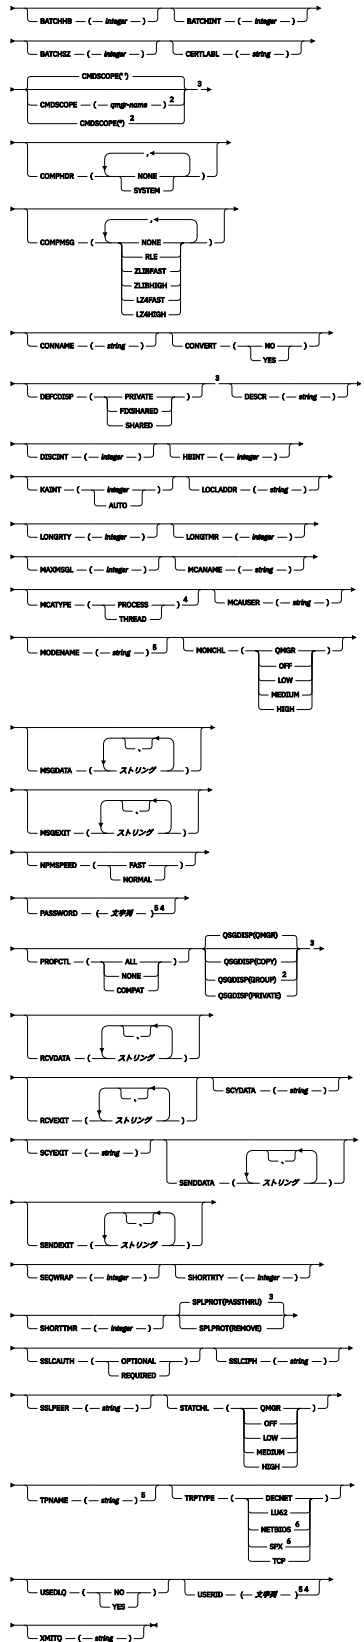 BATCHHB ( integer ) BATCHINT ( integer )
BATCHSZ ( integer ) CERTLABL ( string )
CMDSCOPE(' ') 3
CMDSCOPE ( qmgr-name ) 2
CMDSCOPE(*) 2
,
COMPHDR ( NONE )
SYSTEM
,
COMPMSG ( NONE )
RLE
ZLIBFAST
ZLIBHIGH
LZ4FAST
LZ4HIGH
CONNAME ( string ) CONVERT ( NO )
YES
DEFCDISP ( PRIVATE ) 3 DESCR ( string )
FIXSHARED
SHARED
DISCINT ( integer ) HBINT ( integer )
KAINT ( integer ) LOCLADDR ( string )
AUTO
LONGRTY ( integer ) LONGTMR ( integer )
MAXMSGL ( integer ) MCANAME ( string )
MCATYPE ( PROCESS ) 4 MCAUSER ( string )
THREAD
MODENAME ( string ) 5 MONCHL ( QMGR )
OFF
LOW
MEDIUM
HIGH
、
MSGDATA ( ストリング )
、
MSGEXIT ( ストリング )
NPMSPEED ( FAST )
NORMAL
PASSWORD ( 文字列 ) 5 4
QSGDISP(QMGR) 3
PROPCTL ( ALL ) QSGDISP(COPY)
NONE QSGDISP(GROUP) 2
COMPAT QSGDISP(PRIVATE)
、
RCVDATA ( ストリング )
、
RCVEXIT ( ストリング ) SCYDATA ( string )
SCYEXIT ( string ) 、
SENDDATA ( ストリング )
、
SENDEXIT ( ストリング )
SEQWRAP ( integer ) SHORTRTY ( integer )
SPLPROT(PASSTHRU) 3
SHORTTMR ( integer ) SPLPROT(REMOVE)
SSLCAUTH ( OPTIONAL ) SSLCIPH ( string )
REQUIRED
SSLPEER ( string ) STATCHL ( QMGR )
OFF
LOW
MEDIUM
HIGH
TPNAME ( string ) 5 TRPTYPE ( DECNET )
LU62
NETBIOS 6
SPX 6
TCP
USEDLQ ( NO ) USERID ( 文字列 ) 5 4
YES
XMITQ ( string )